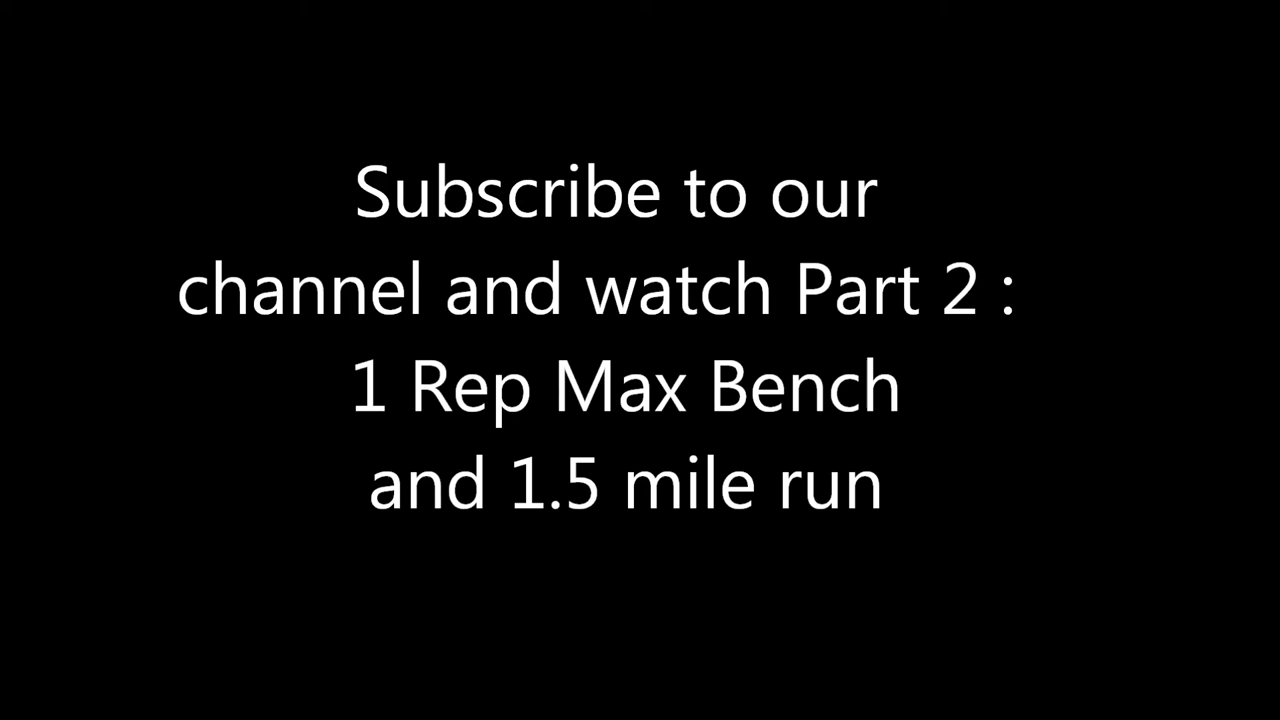 Subscribe to our
channel and watch Part 2 :
1 Rep Max Bench
and 1.5 mile run